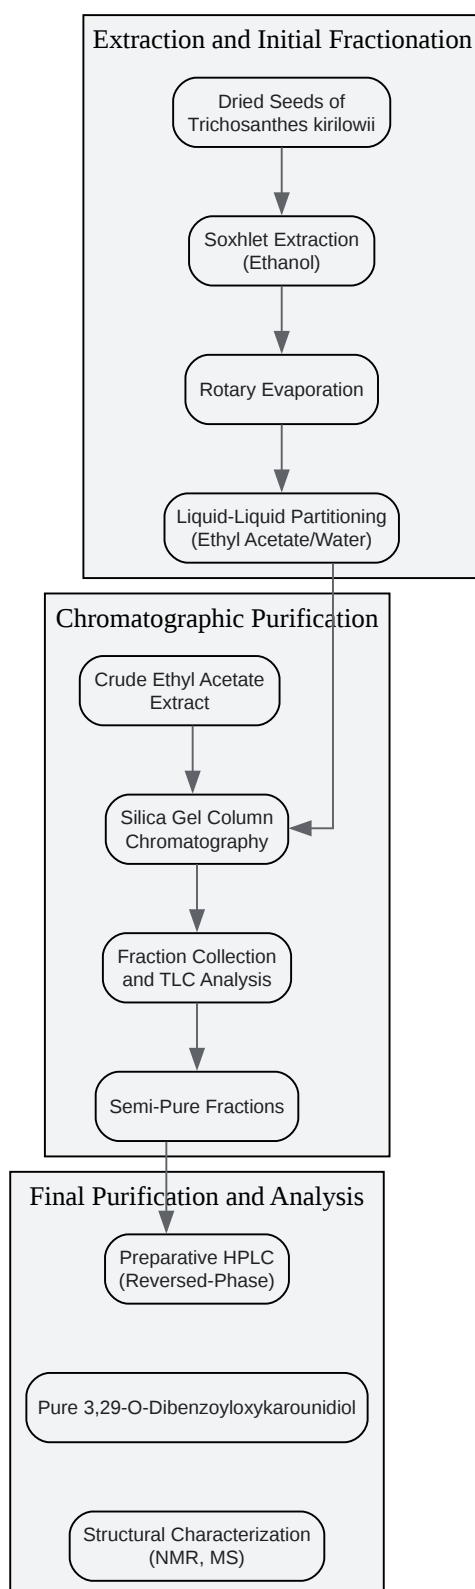 Extraction and Initial Fractionation
Dried Seeds of
Trichosanthes kirilowii
Soxhlet Extraction
(Ethanol)
Rotary Evaporation
Liquid-Liquid Partitioning
(Ethyl Acetate/Water)
Chromatographic Purification
Crude Ethyl Acetate
Extract
Silica Gel Column
Chromatography
Fraction Collection
and TLC Analysis
Semi-Pure Fractions
Final Purification and Analysis
Preparative HPLC
(Reversed-Phase)
Pure 3,29-O-Dibenzoyloxykarounidiol
Structural Characterization
(NMR, MS)